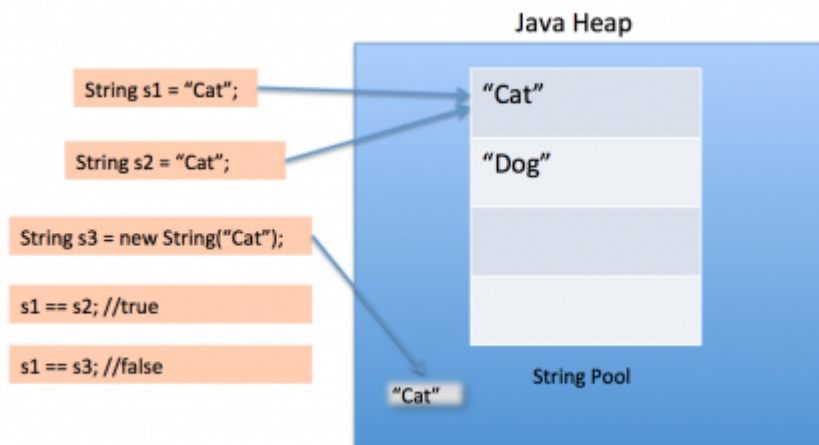 Java Heap
String s1 = “Cat”;
String s2 = “Cat”;
String s3 = new String(“Cat”);
s1 == s2; //true
s1 == s3; //false
“Cat”
“Dog”
String Pool
“Cat”